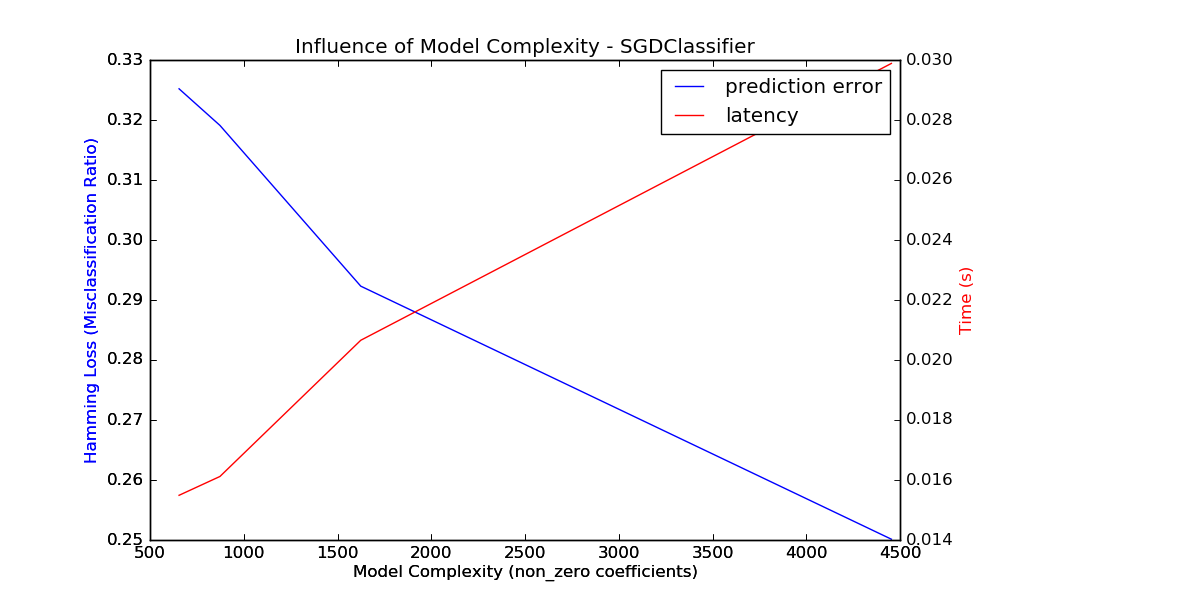 Influence of Model Complexity - SGDClassifier
prediction error
latency
0.33
0.32
0.31
0.30
0.29
0.28
0.27
0.26
0.25
Hamming Loss (Misclassification Ratio)
0.030
0.028
0.026
0.024
0.022
0.020
0.018
0.016
0.014
Time (s)
500 1000 1500 2000 2500 3000 3500 4000 4500
Model Complexity (non_zero coefficients)